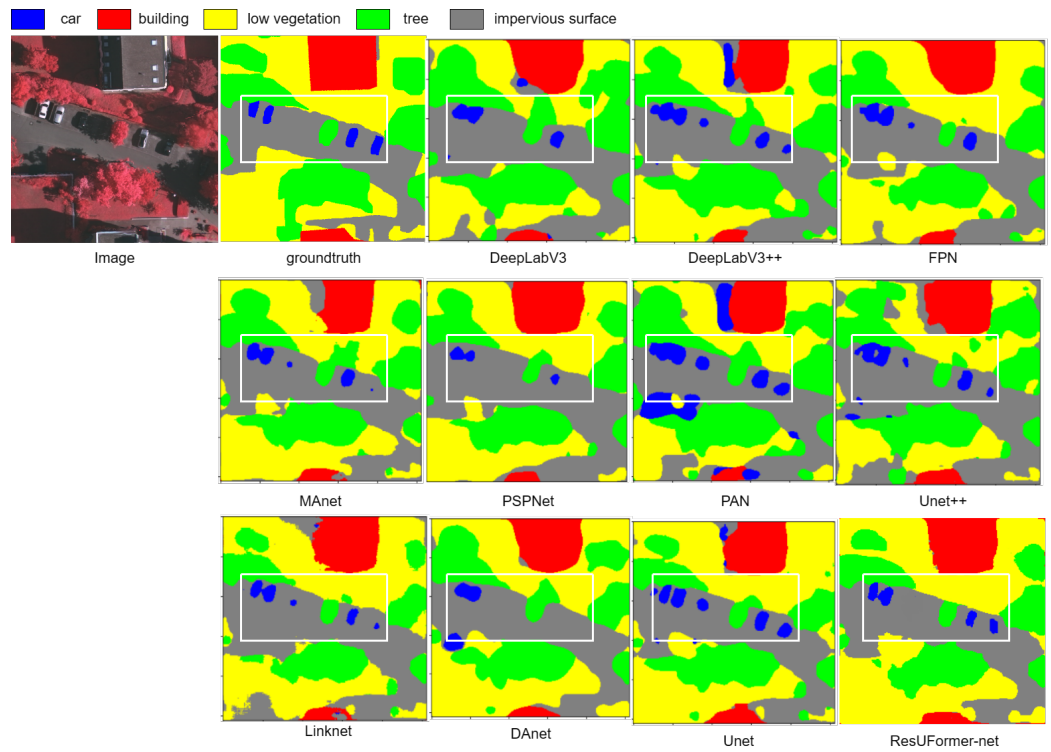 car building low vegetation tree impervious surface
Image groundtruth DeepLabV3 DeepLabV3++ FPN
MAnet PSPNet PAN Unet++
Linknet DAnet Unet ResUFormer-net